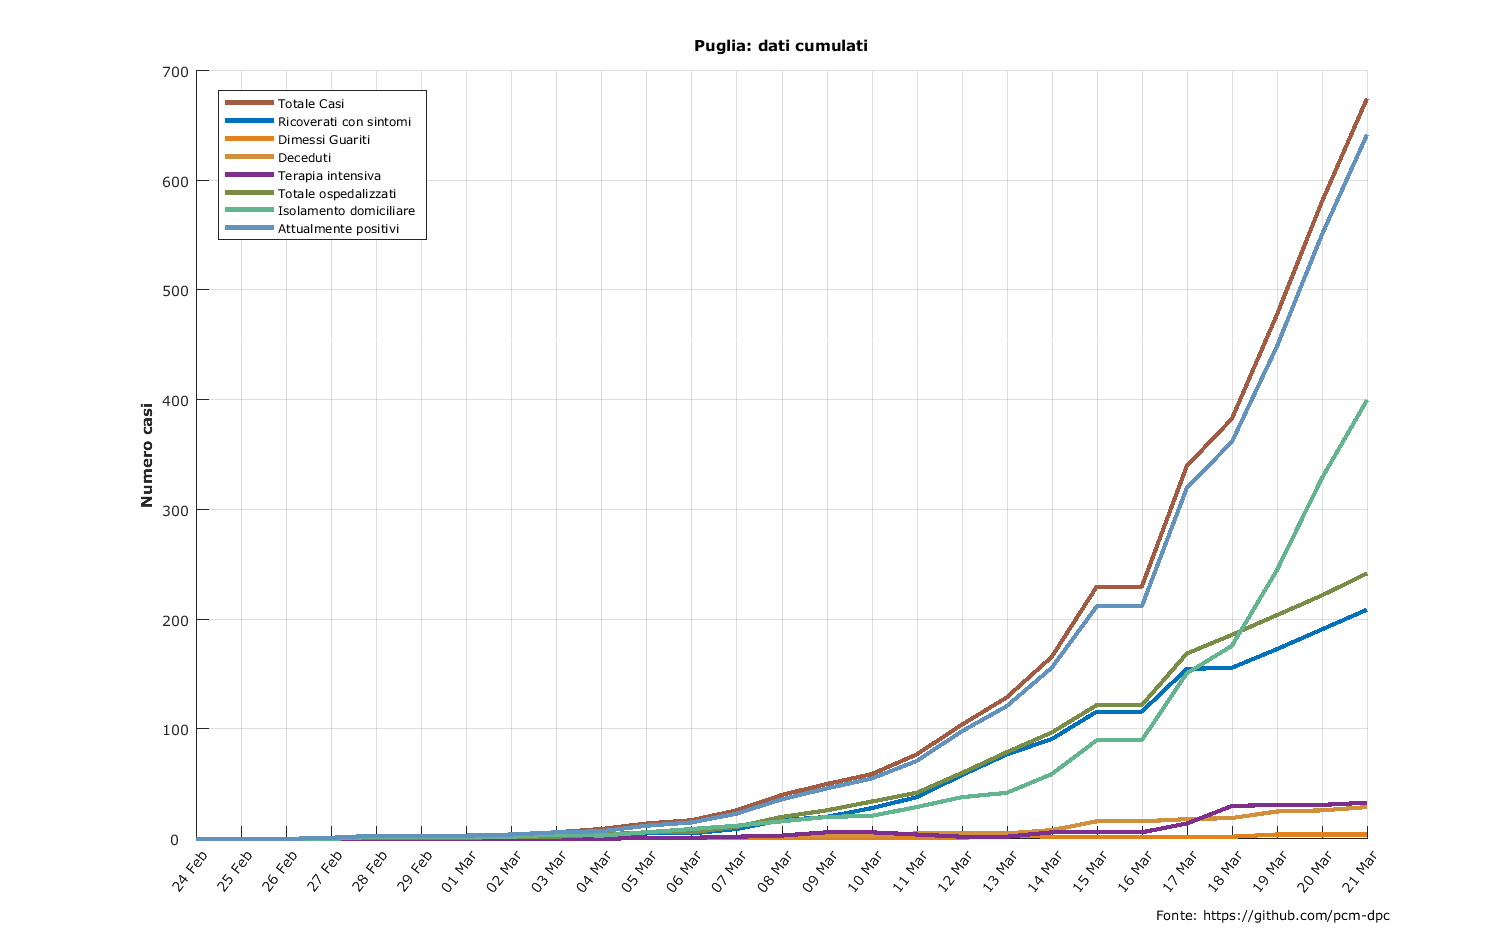 Puglia: dati cumulati
700
600
500
400
300
200
100
0
Numero casi
Totale Casi
Ricoverati con sintomi
Dimessi Guariti
Deceduti
Terapia intensiva
Totale ospedalizzati
Isolamento domiciliare
Attualmente positivi
24 Feb
25 Feb
26 Feb
27 Feb
28 Feb
29 Feb
01 Mar
02 Mar
03 Mar
04 Mar
05 Mar
06 Mar
07 Mar
08 Mar
09 Mar
10 Mar
11 Mar
12 Mar
13 Mar
14 Mar
15 Mar
16 Mar
17 Mar
18 Mar
19 Mar
20 Mar
21 Mar
Fonte: https://github.com/pcm-dpc